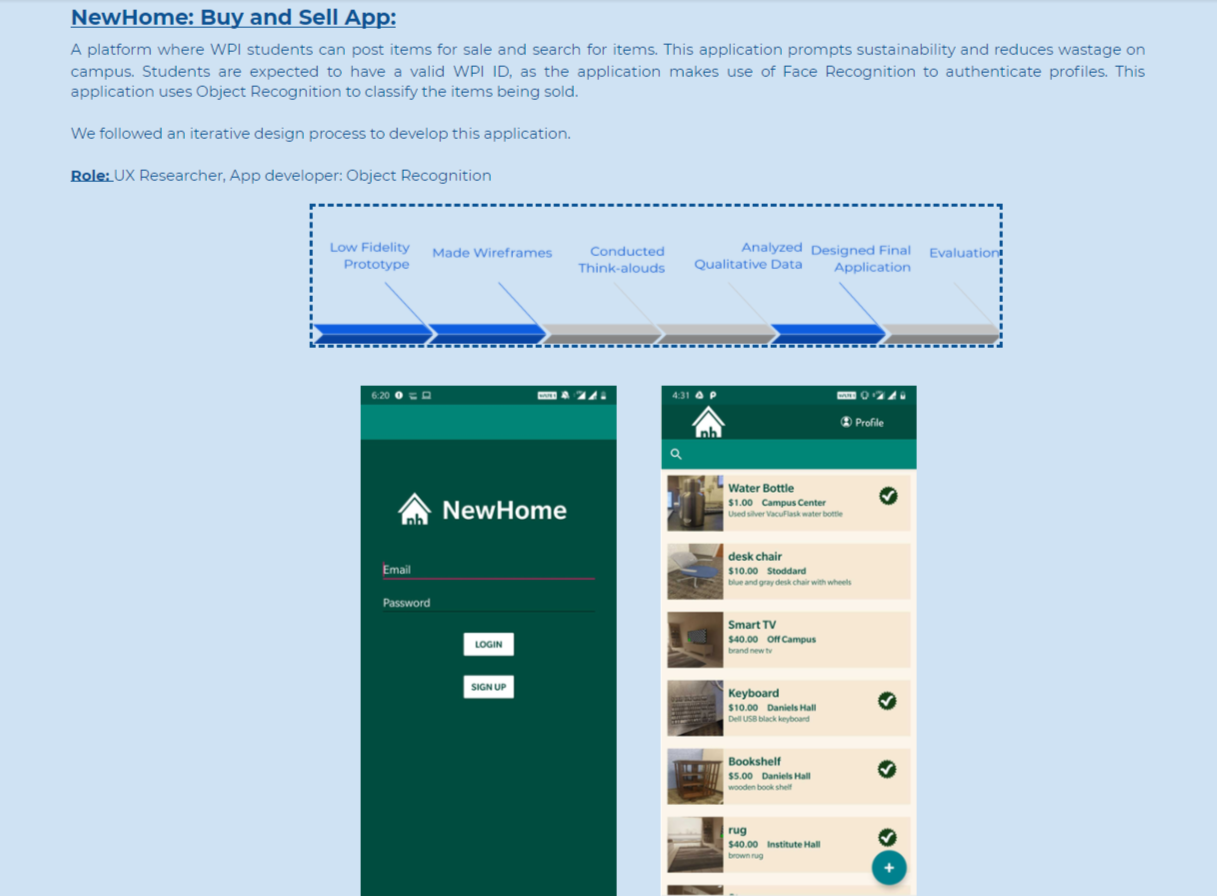 NewHome: Buy and Sell App:
A platform where WPI students can post items for sale and search for items. This application prompts sustainability and reduces wastage on
campus. Students are expected to have a valid WPI ID, as the application makes use of Face Recognition to authenticate profiles. This
application uses Object Recognition to classify the items being sold.
We followed an iterative design process to develop this application.
Role: UX Researcher, App developer: Object Recognition
Low Fidelity
Prototype
Made Wireframes
Conducted
Think-alouds
Analyzed
Qualitative Data
Designed Final
Application
Evaluation
6:20
nh NewHome
Email
Password
LOGIN
SIGN UP
4:31
nh
Profile
Water Bottle
$1.00 Campus Center
Used silver VacuFlask water bottle
desk chair
$10.00 Stoddard
blue and gray desk chair with wheels
Smart TV
$40.00 Off Campus
brand new tv
Keyboard
$10.00 Daniels Hall
Dell USB black keyboard
Bookshelf
$5.00 Daniels Hall
wooden book shelf
rug
$40.00 Institute Hall
brown rug
+